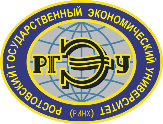 РОСТОВСКИЙ ГОСУДАРСТВЕННЫЙ ЭКОНОМИЧЕСКИЙ УНИВЕРСИТЕТ
РГЭУ
(РИНХ)